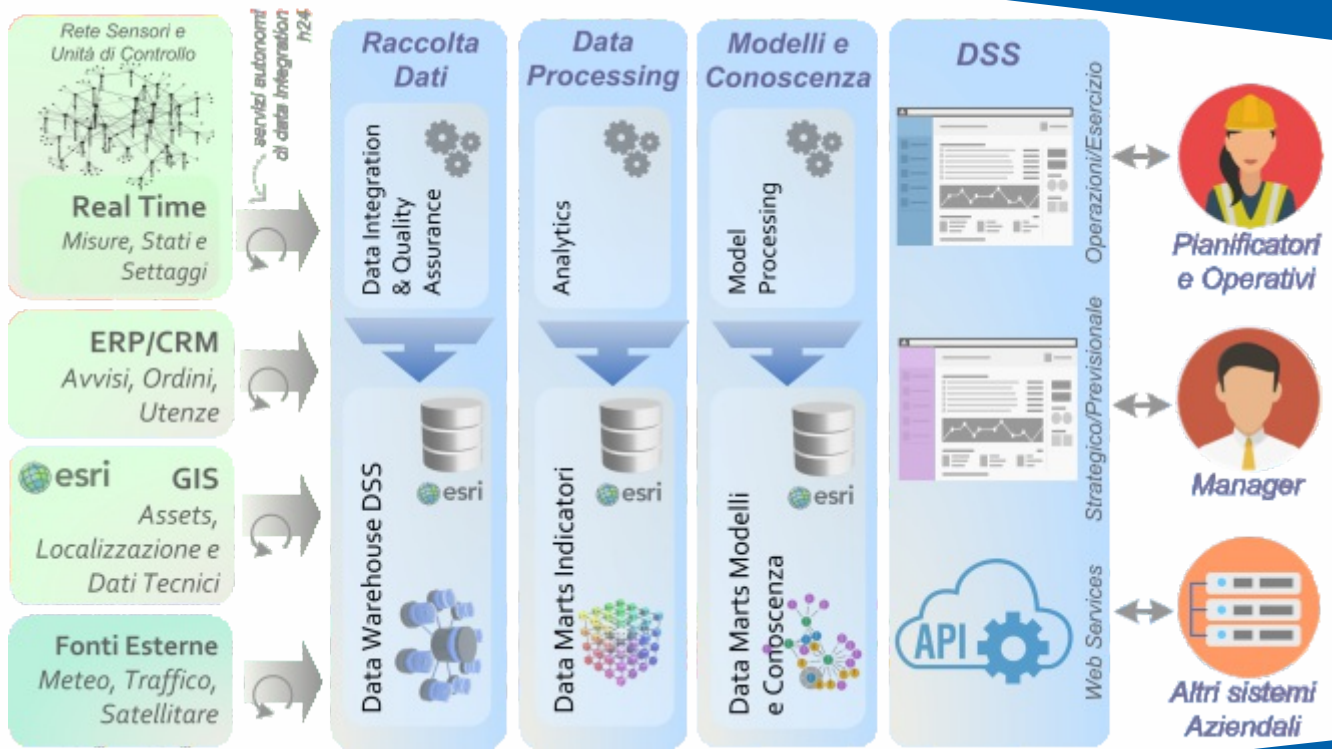 Rete Sensori e
Unità di Controllo
Real Time
Misure, Stati e
Settaggi
servizi autonomi
di data integration
h24
ERP/CRM
Avvisi, Ordini,
Utenze
esri GIS
Assets,
Localizzazione e
Dati Tecnici
Fonti Esterne
Meteo, Traffico,
Satellitare
Raccolta
Dati
Data Integration
& Quality
Assurance
esri
Data Warehouse DSS
Data
Processing
Analytics
esri
Data Marts Indicatori
Modelli e
Conoscenza
Model
Processing
esri
Data Marts Modelli
e Conoscenza
DSS
Operazioni/Esercizio
Strategico/Previsionale
API
Web Services
Pianificatori
e Operativi
Manager
Altri sistemi
Aziendali